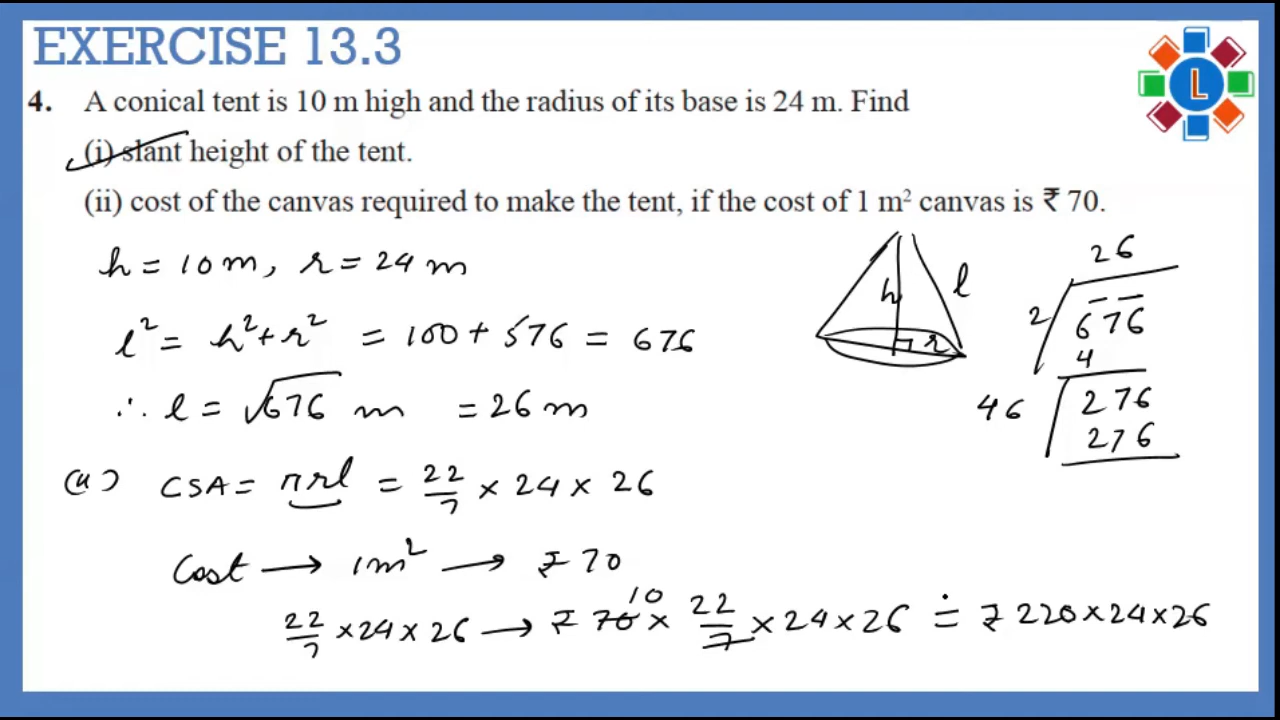 EXERCISE 13.3
L
4. A conical tent is 10 m high and the radius of its base is 24 m. Find
(i) slant height of the tent.
(ii) cost of the canvas required to make the tent, if the cost of 1 m² canvas is ₹ 70.
h = 10 m, r = 24 m
l² = h² + r² = 100 + 576 = 676
∴ l = √676 m = 26 m
h
l
r
26
2 676
4
46 276
276
(ii) CSA = πrl = 22/7 × 24 × 26
Cost → 1m² → ₹ 70
10
22/7 × 24 × 26 → ₹ 70 × 22/7 × 24 × 26 = ₹ 220 × 24 × 26